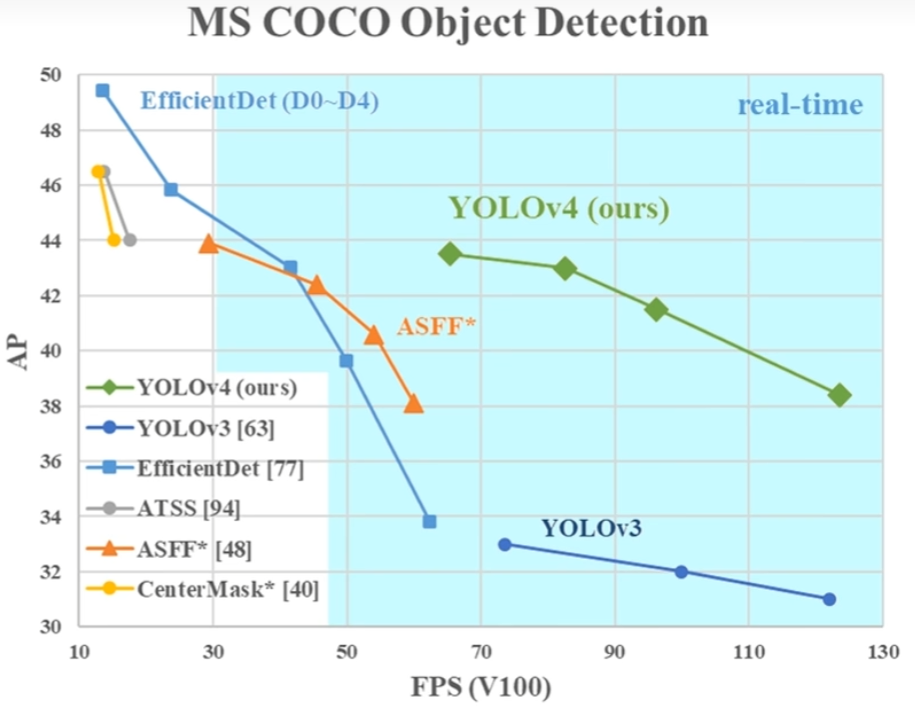 MS COCO Object Detection
50
48
46
44
42
40
38
36
34
32
30
AP
EfficientDet (D0~D4)
real-time
YOLOv4 (ours)
ASFF*
YOLOv3
YOLOv4 (ours)
YOLOv3 [63]
EfficientDet [77]
ATSS [94]
ASFF* [48]
CenterMask* [40]
10 30 50 70 90 110 130
FPS (V100)